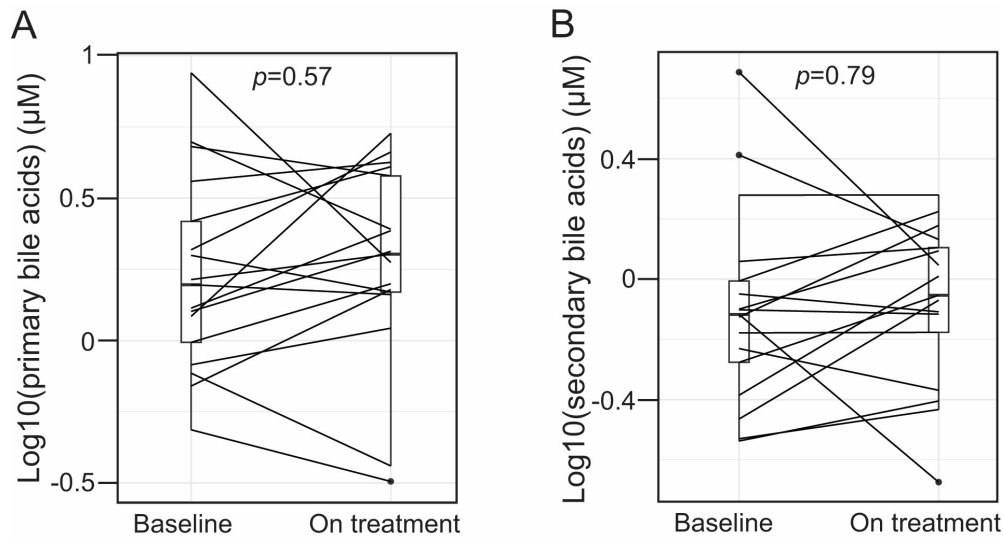 A
Log10(primary bile acids) (µM)
1
0.5
0
-0.5
p=0.57
Baseline
On treatment
B
Log10(secondary bile acids) (µM)
0.4
0
-0.4
p=0.79
Baseline
On treatment